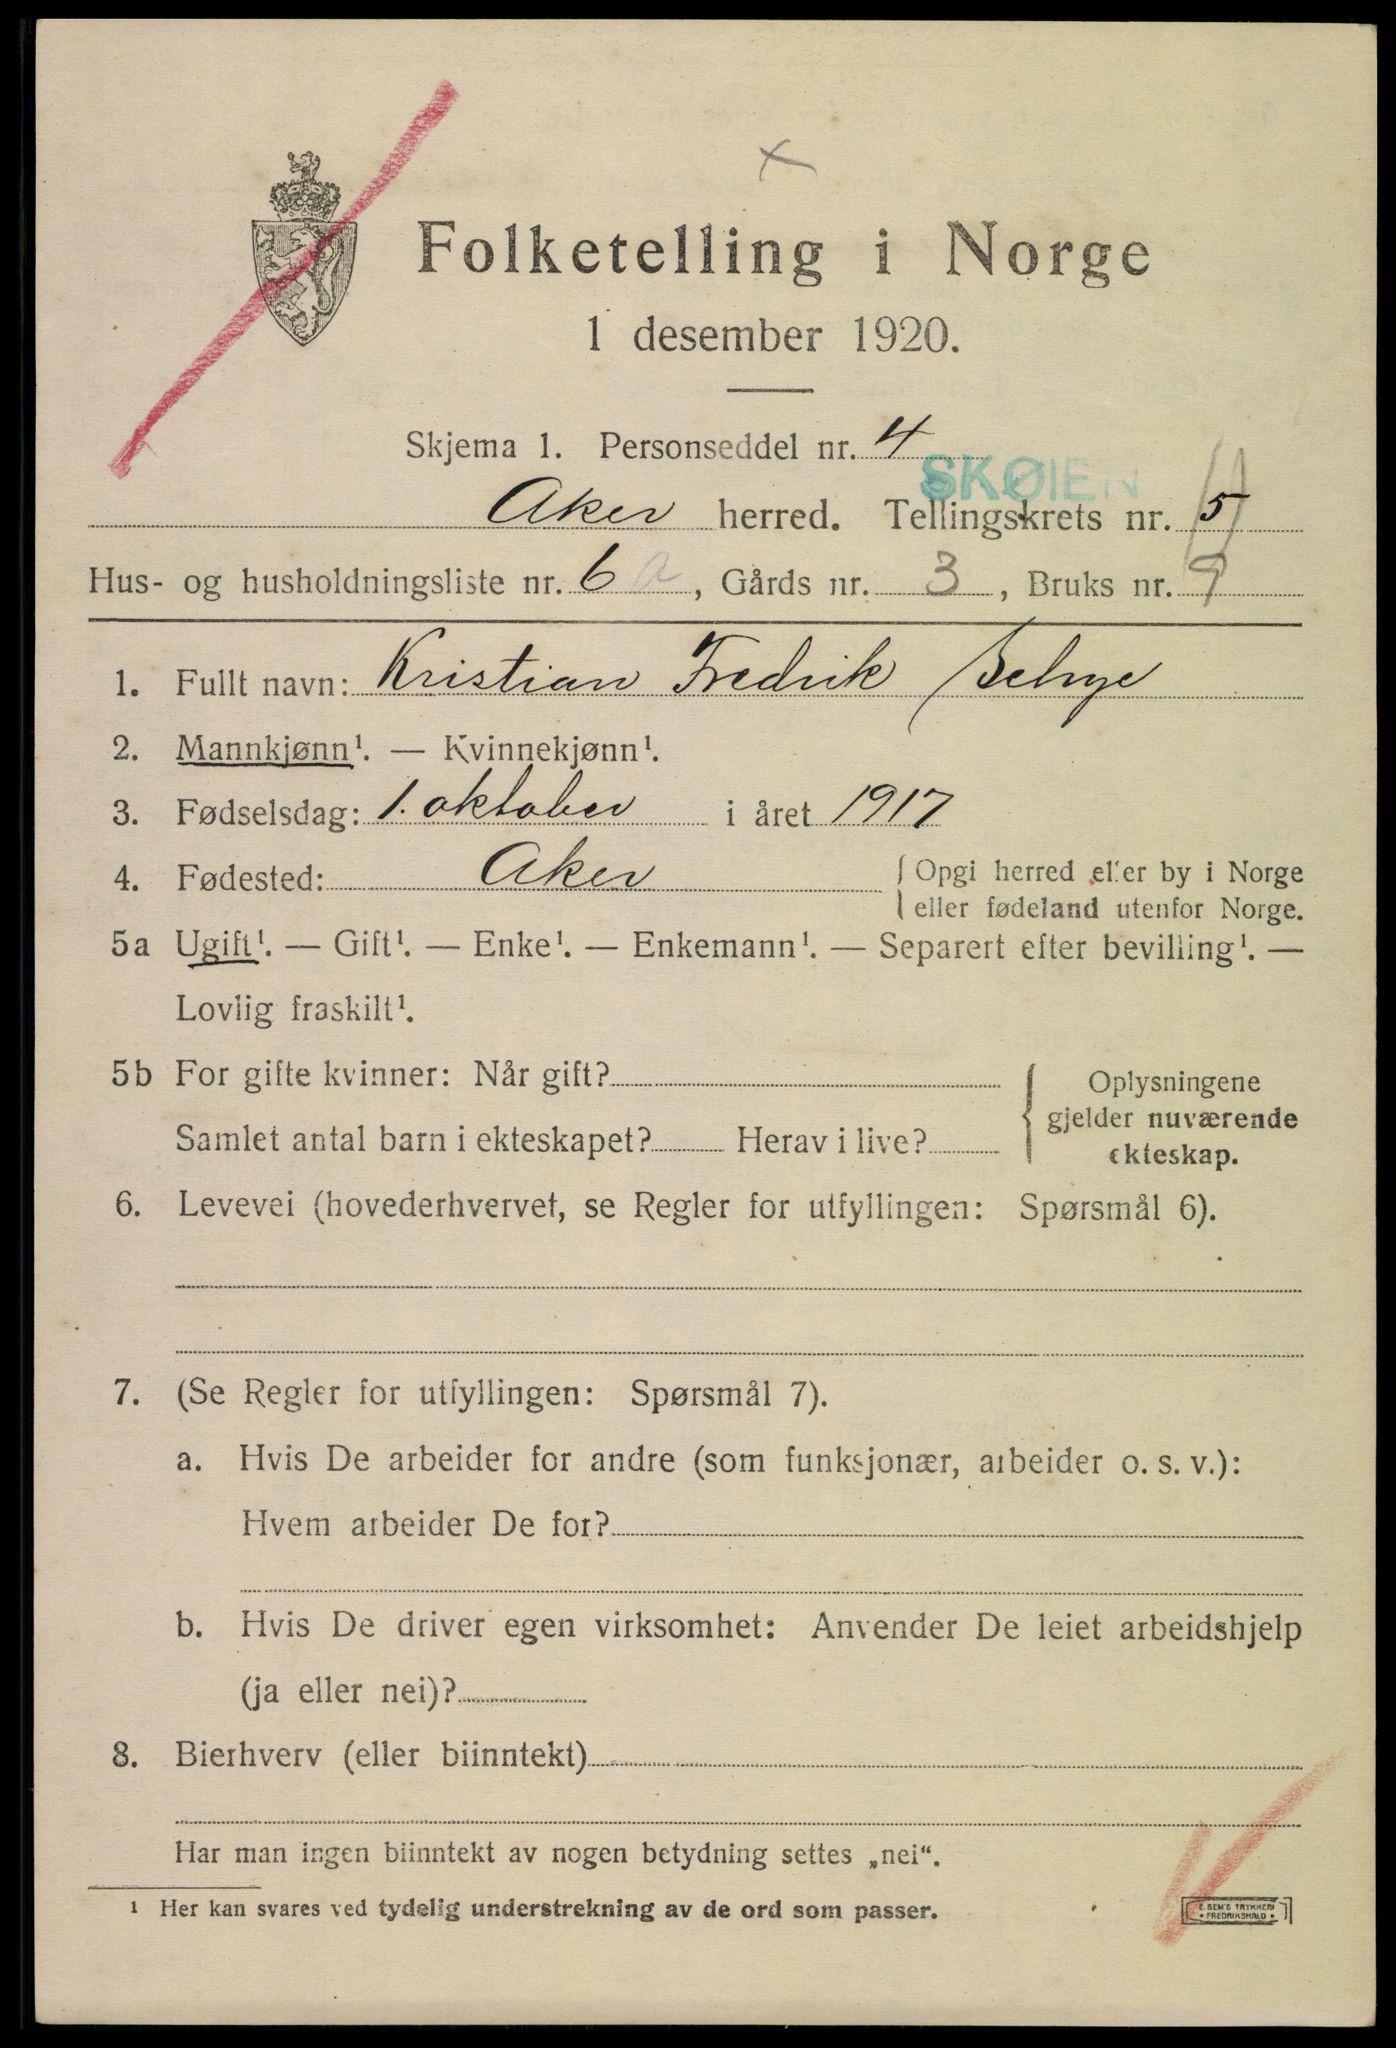 Folketelling i Norge
1 desember 1920.
Skjema 1. Personseddel nr. 4
SKØIEN
Aker herred. Tellingskrets nr. 5
Hus- og husholdningsliste nr. 6 a, Gårds nr. 3, Bruks nr. 9
1. Fullt navn: Kristian Fredrik
2. Mannkjønn¹. — Kvinnekjønn¹.
3. Fødselsdag: 1. oktober i året 1917
4. Fødested: Aker { Opgi herred eller by i Norge
eller fødeland utenfor Norge.
5a Ugift¹. — Gift¹. — Enke¹. — Enkemann¹. — Separert efter bevilling¹. —
Lovlig fraskilt¹.
5b For gifte kvinner: Når gift?
Samlet antal barn i ekteskapet? Herav i live?
{ Oplysningene
gjelder nuværende
ekteskap.
6. Levevei (hovederhvervet, se Regler for utfyllingen: Spørsmål 6).
7. (Se Regler for utfyllingen: Spørsmål 7).
a. Hvis De arbeider for andre (som funksjonær, arbeider o. s. v.):
Hvem arbeider De for?
b. Hvis De driver egen virksomhet: Anvender De leiet arbeidshjelp
(ja eller nei)?
8. Bierhverv (eller biinntekt)
Har man ingen biinntekt av nogen betydning settes „nei“.
¹ Her kan svares ved tydelig understrekning av de ord som passer.
E. SEM'S TRYKKERI
• FREDRIKSHALD •